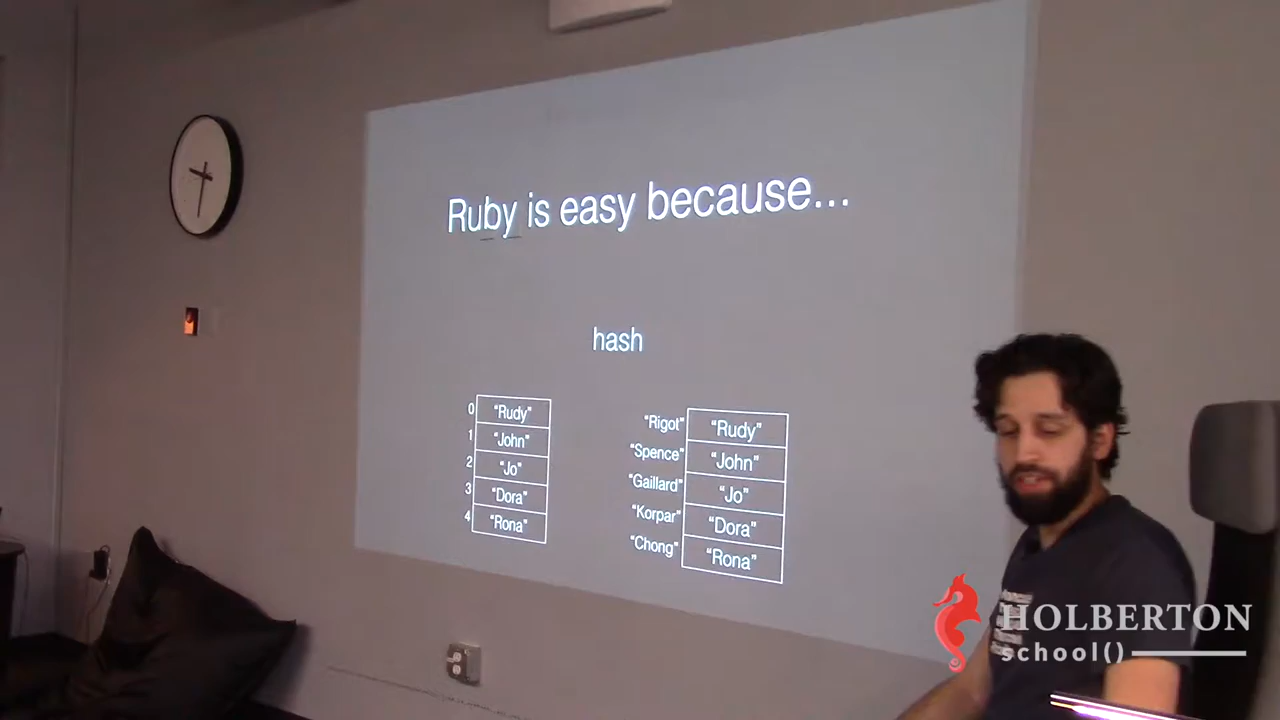 Ruby is easy because...
hash
0 "Rudy"
1 "John"
2 "Jo"
3 "Dora"
4 "Rona"
"Rigot" "Rudy"
"Spence" "John"
"Gaillard" "Jo"
"Korpar" "Dora"
"Chong" "Rona"
HOLBERTON
school()